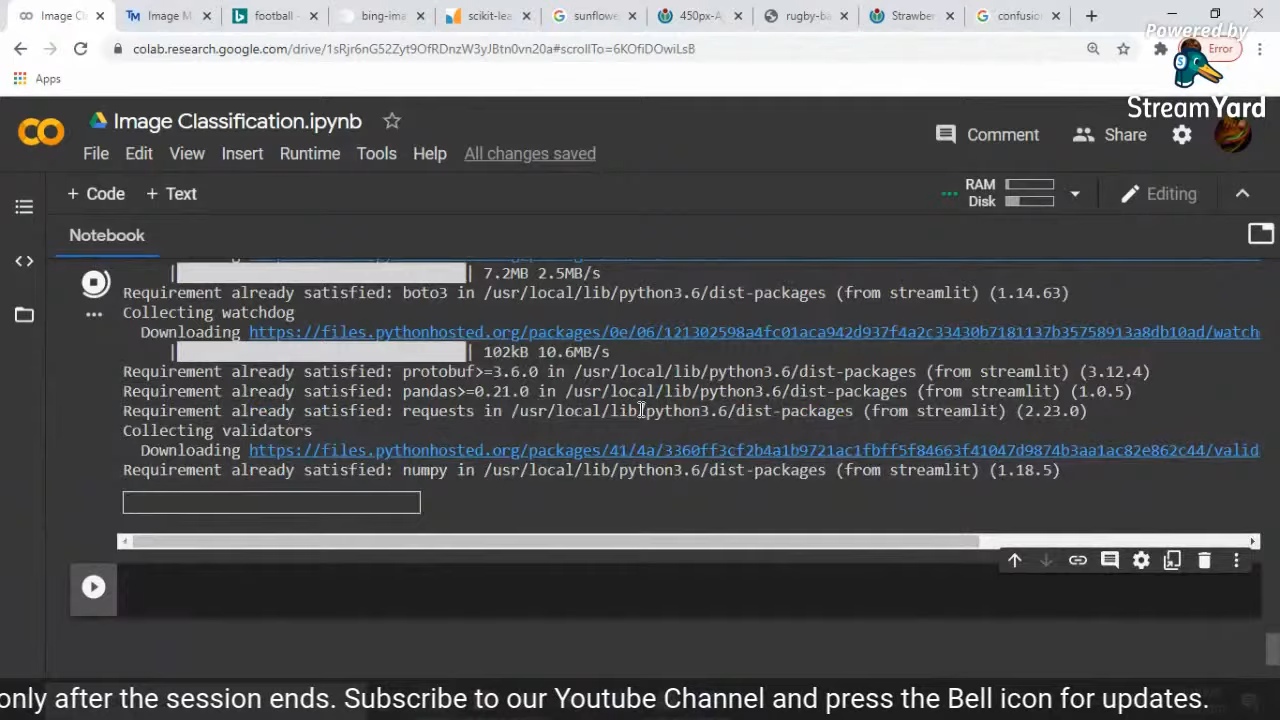 Image Cl
Image M
football -
bing-ima
scikit-lea
sunflowe
450px-A
rugby-ba
Strawber
confusio
colab.research.google.com/drive/1sRjr6nG52Zyt9OfRDnzW3yJBtn0vn20a#scrollTo=6KOfiDOwiLsB
Error
Apps
Powered by
StreamYard
Image Classification.ipynb
Comment
Share
File Edit View Insert Runtime Tools Help All changes saved
+ Code + Text
RAM
Disk
Editing
Notebook
7.2MB 2.5MB/s
Requirement already satisfied: boto3 in /usr/local/lib/python3.6/dist-packages (from streamlit) (1.14.63)
Collecting watchdog
Downloading https://files.pythonhosted.org/packages/0e/06/121302598a4fc01aca942d937f4a2c33430b7181137b35758913a8db10ad/watch
102kB 10.6MB/s
Requirement already satisfied: protobuf>=3.6.0 in /usr/local/lib/python3.6/dist-packages (from streamlit) (3.12.4)
Requirement already satisfied: pandas>=0.21.0 in /usr/local/lib/python3.6/dist-packages (from streamlit) (1.0.5)
Requirement already satisfied: requests in /usr/local/lib/python3.6/dist-packages (from streamlit) (2.23.0)
Collecting validators
Downloading https://files.pythonhosted.org/packages/41/4a/3360ff3cf2b4a1b9721ac1fbff5f84663f41047d9874b3aa1ac82e862c44/valid
Requirement already satisfied: numpy in /usr/local/lib/python3.6/dist-packages (from streamlit) (1.18.5)
only after the session ends. Subscribe to our Youtube Channel and press the Bell icon for updates.